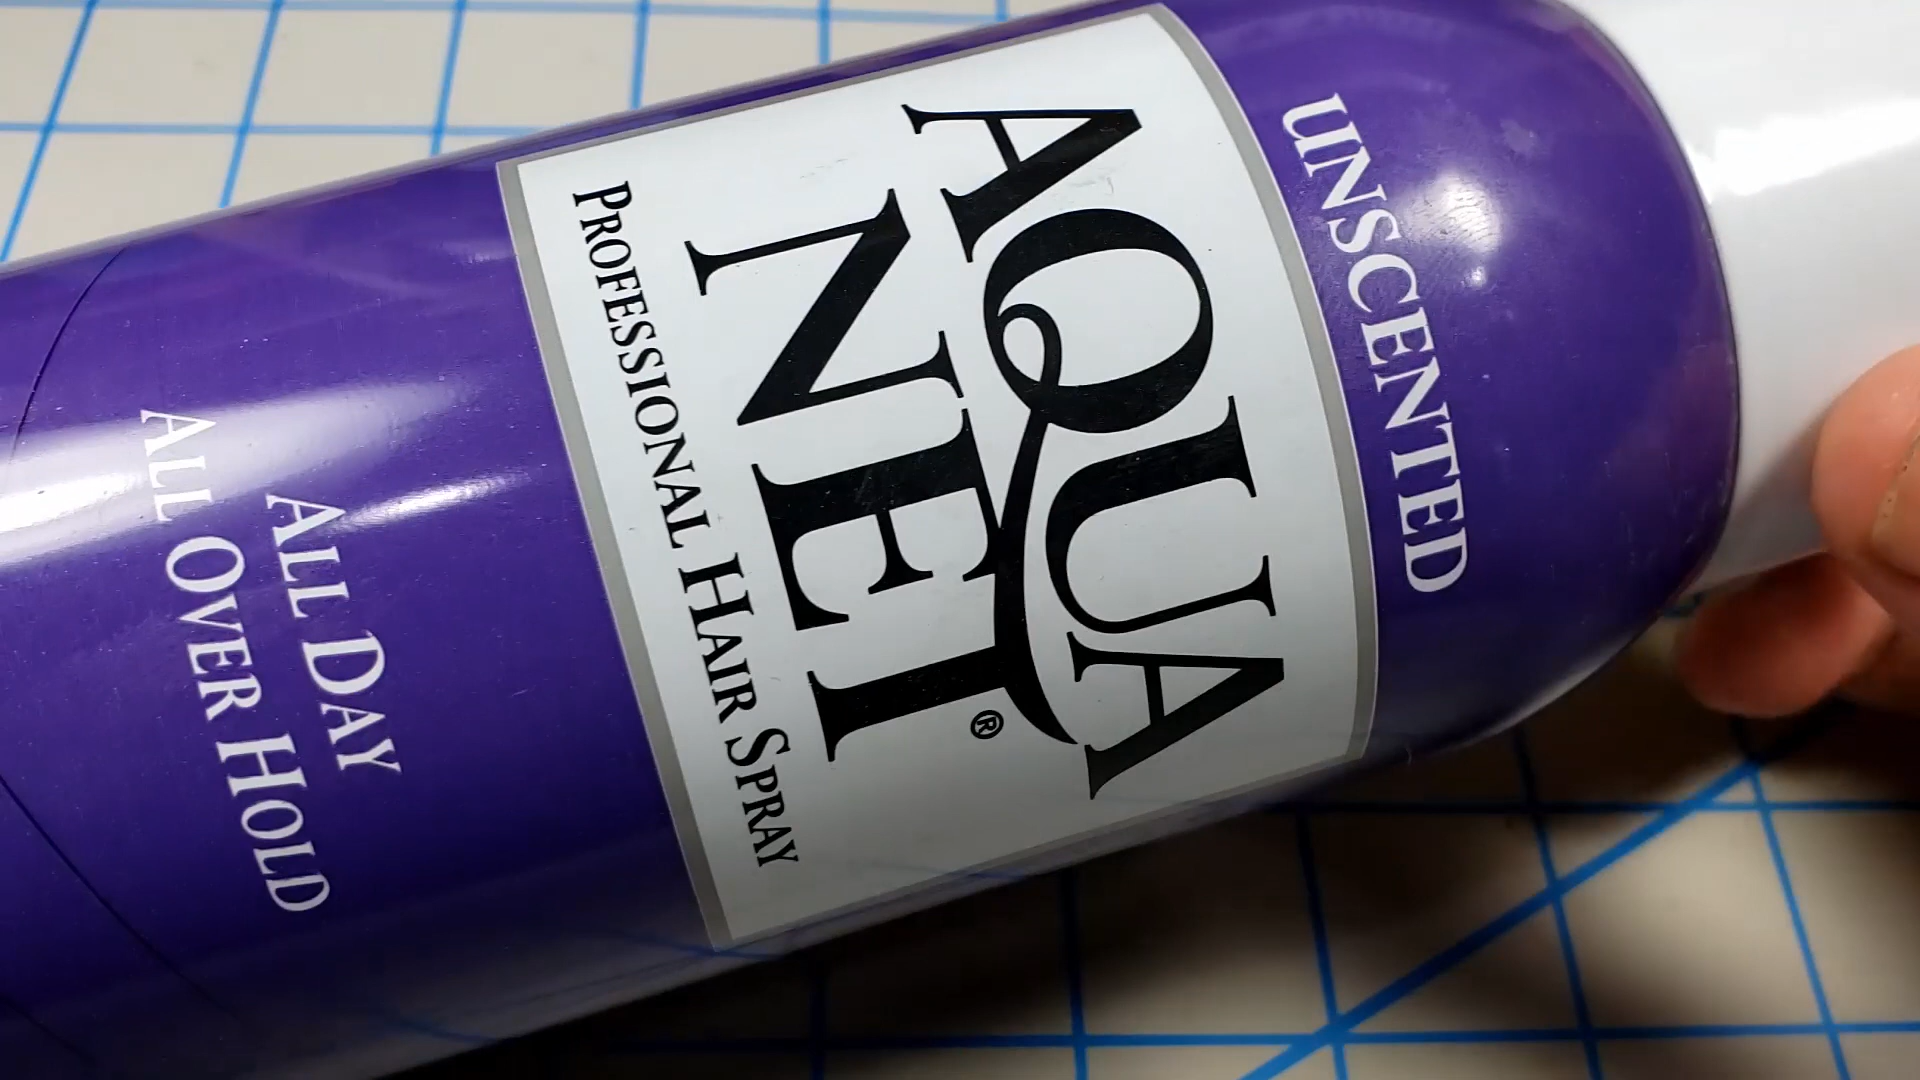 UNSCENTED
AQUA
NET®
PROFESSIONAL HAIR SPRAY
ALL DAY
ALL OVER HOLD